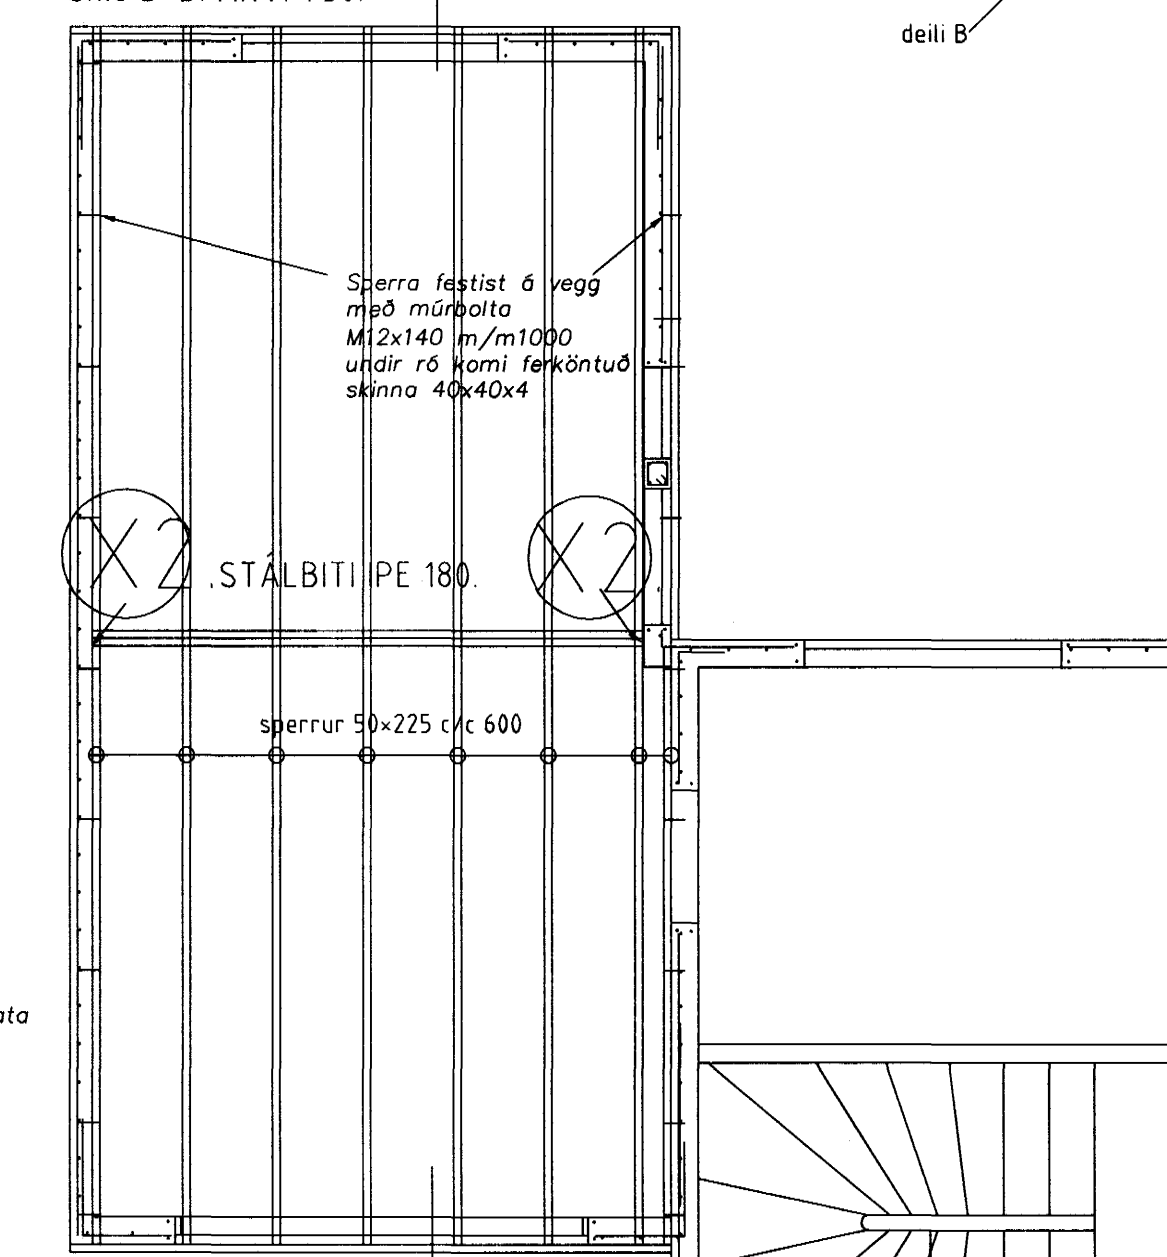 deili B
Sperra festist á vegg
með múrbolta
M12x140 m/m1000
undir ró komi ferköntuð
skinna 40x40x4
X2
.STÁLBITI IPE 180.
X2
sperrur 50×225 c/c 600
ata